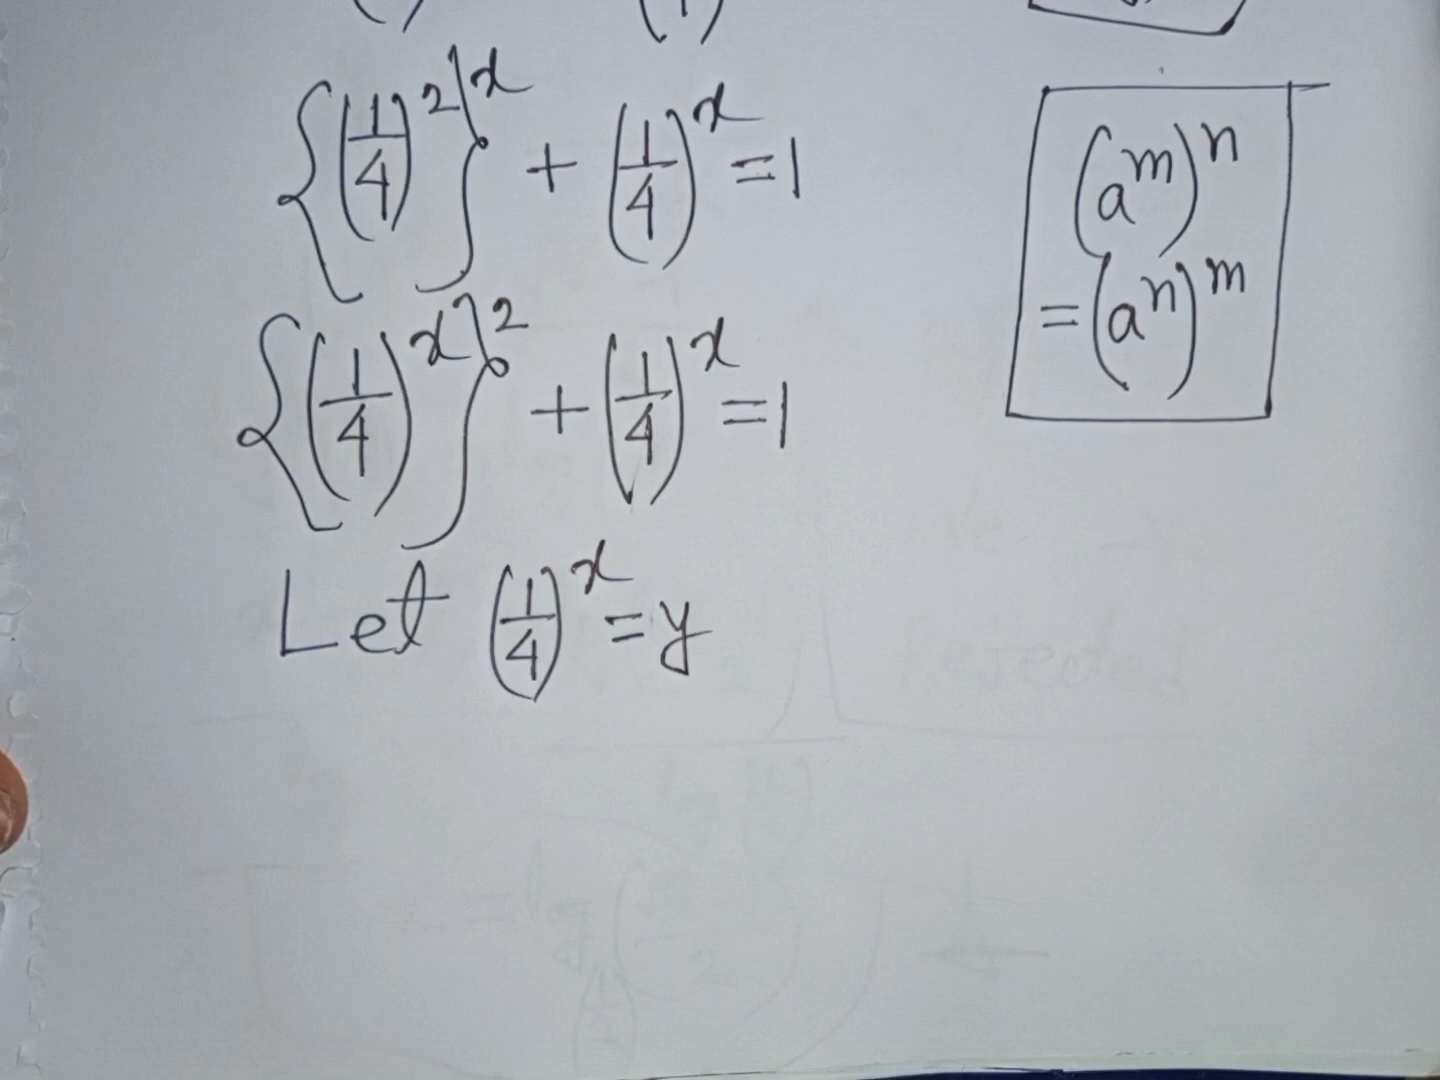 {(1/4)^2}^x + (1/4)^x = 1
{(1/4)^x}^2 + (1/4)^x = 1
Let (1/4)^x = y
(a^m)^n
= (a^n)^m